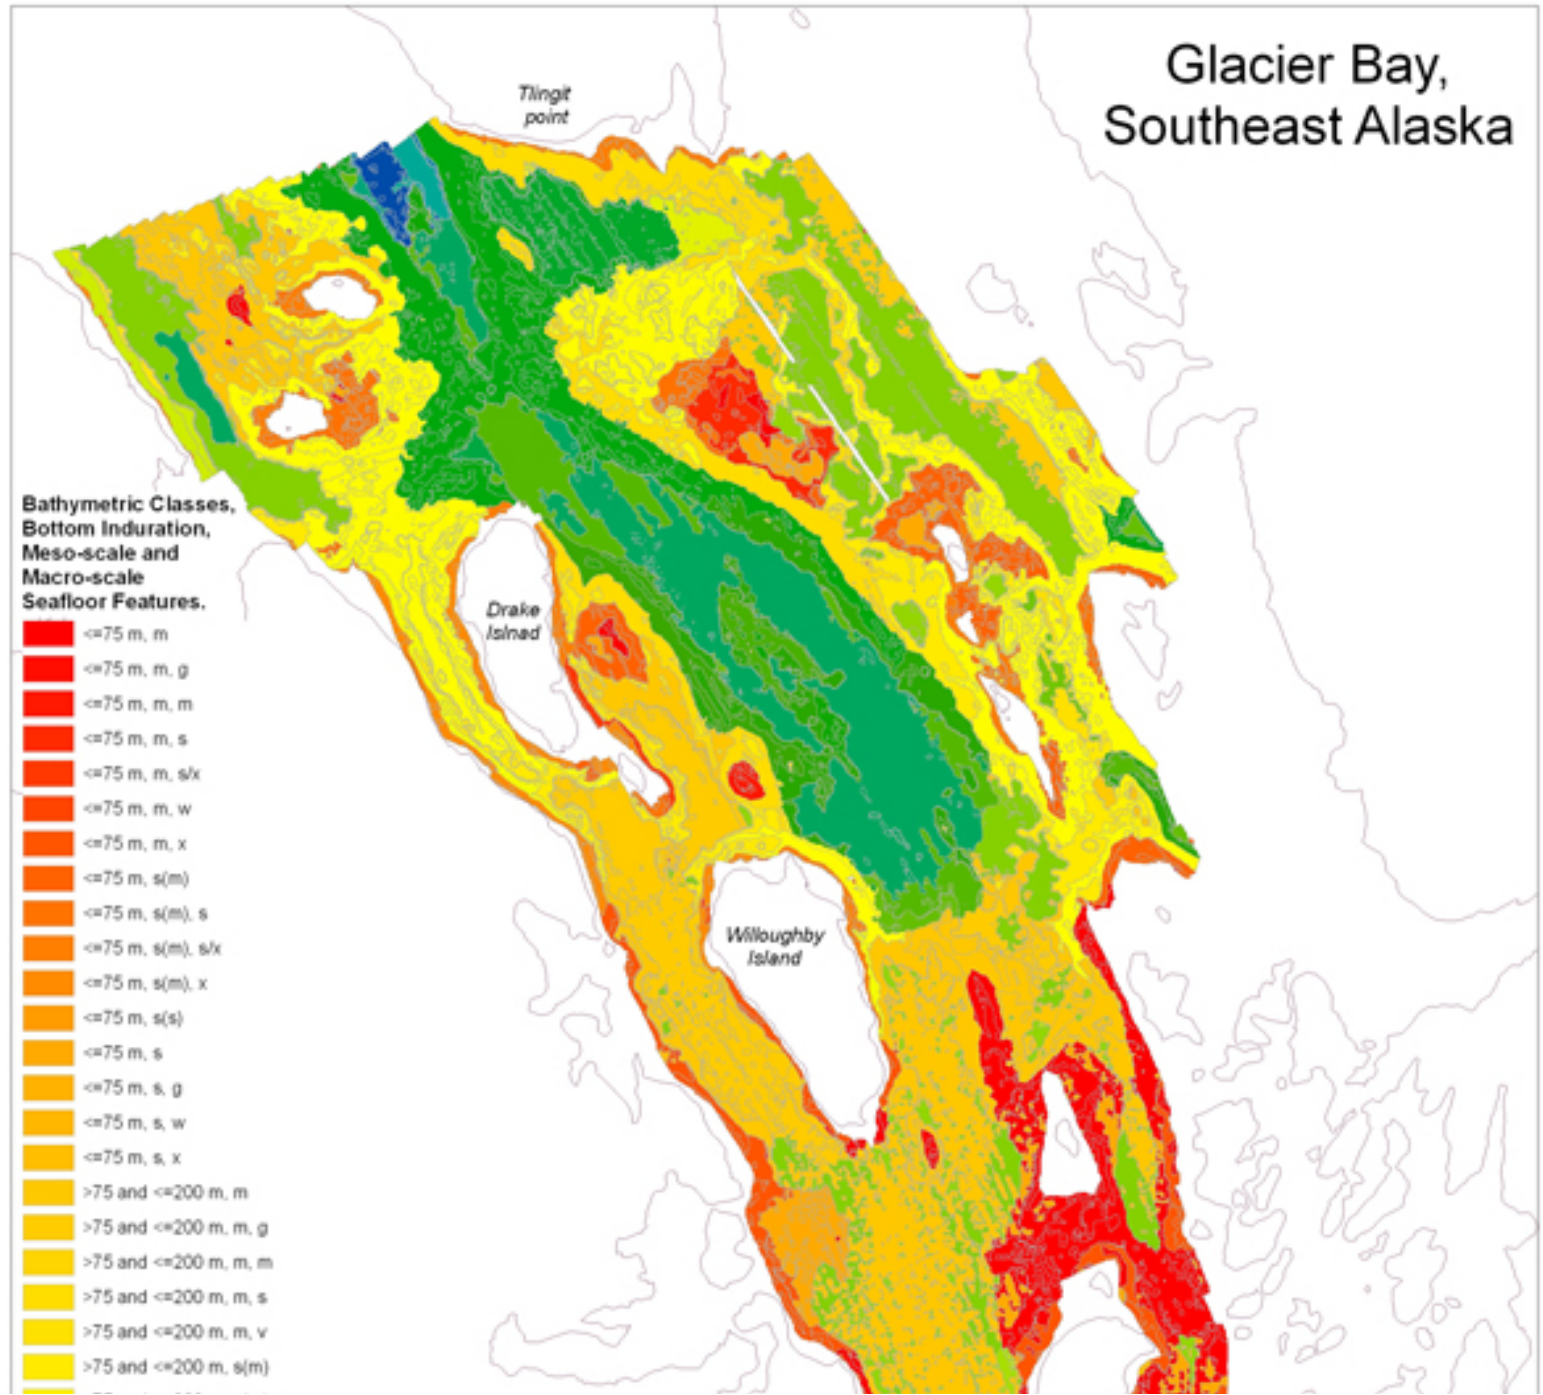 Glacier Bay,
Southeast Alaska
Tlingit
point
Bathymetric Classes,
Bottom Induration,
Meso-scale and
Macro-scale
Seafloor Features.
Drake
Islnad
Willoughby
Island
<=75 m, m
<=75 m, m, g
<=75 m, m, m
<=75 m, m, s
<=75 m, m, s/x
<=75 m, m, w
<=75 m, m, x
<=75 m, s(m)
<=75 m, s(m), s
<=75 m, s(m), s/x
<=75 m, s(m), x
<=75 m, s(s)
<=75 m, s
<=75 m, s, g
<=75 m, s, w
<=75 m, s, x
>75 and <=200 m, m
>75 and <=200 m, m, g
>75 and <=200 m, m, m
>75 and <=200 m, m, s
>75 and <=200 m, m, v
>75 and <=200 m, s(m)